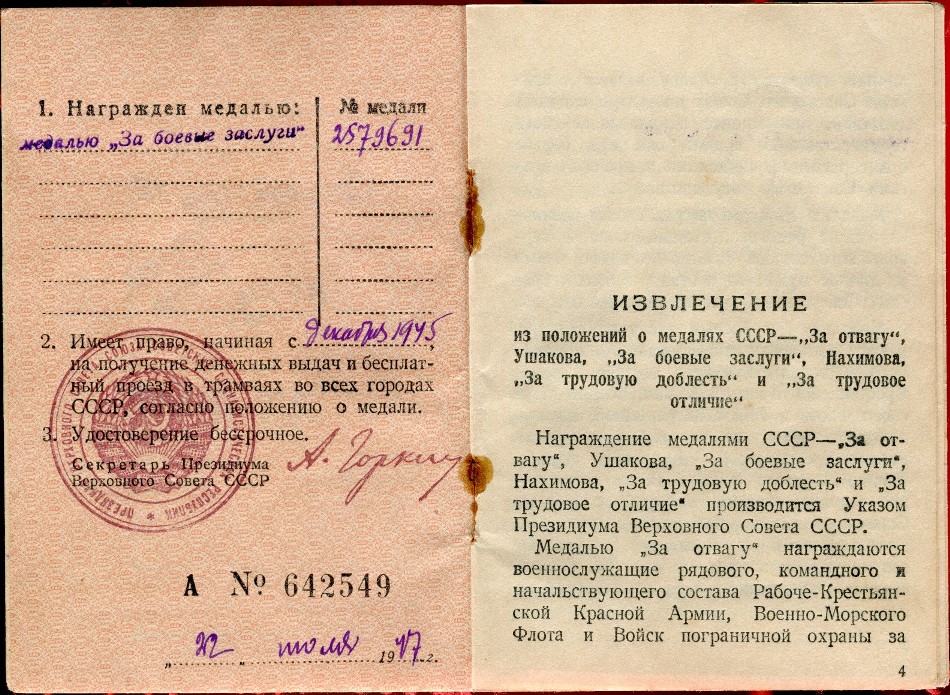 1. Награжден медалью:
№ медали
медалью „За боевые заслуги“
2579691
2. Имеет право, начиная с декабря 1945,
на получение денежных выдач и бесплат-
ный проезд в трамваях во всех городах
СССР, согласно положению о медали.
3. Удостоверение бессрочное.
Секретарь Президиума
Верховного Совета СССР
А. Горкин
А № 642549
„22“ июля 1947 г.
ИЗВЛЕЧЕНИЕ
из положений о медалях СССР—„За отвагу“,
Ушакова, „За боевые заслуги“, Нахимова,
„За трудовую доблесть“ и „За трудовое
отличие“
Награждение медалями СССР—„За от-
вагу“, Ушакова, „За боевые заслуги“,
Нахимова, „За трудовую доблесть“ и „За
трудовое отличие“ производится Указом
Президиума Верховного Совета СССР.
Медалью „За отвагу“ награждаются
военнослужащие рядового, командного и
начальствующего состава Рабоче-Крестьян-
ской Красной Армии, Военно-Морского
Флота и Войск пограничной охраны за
4